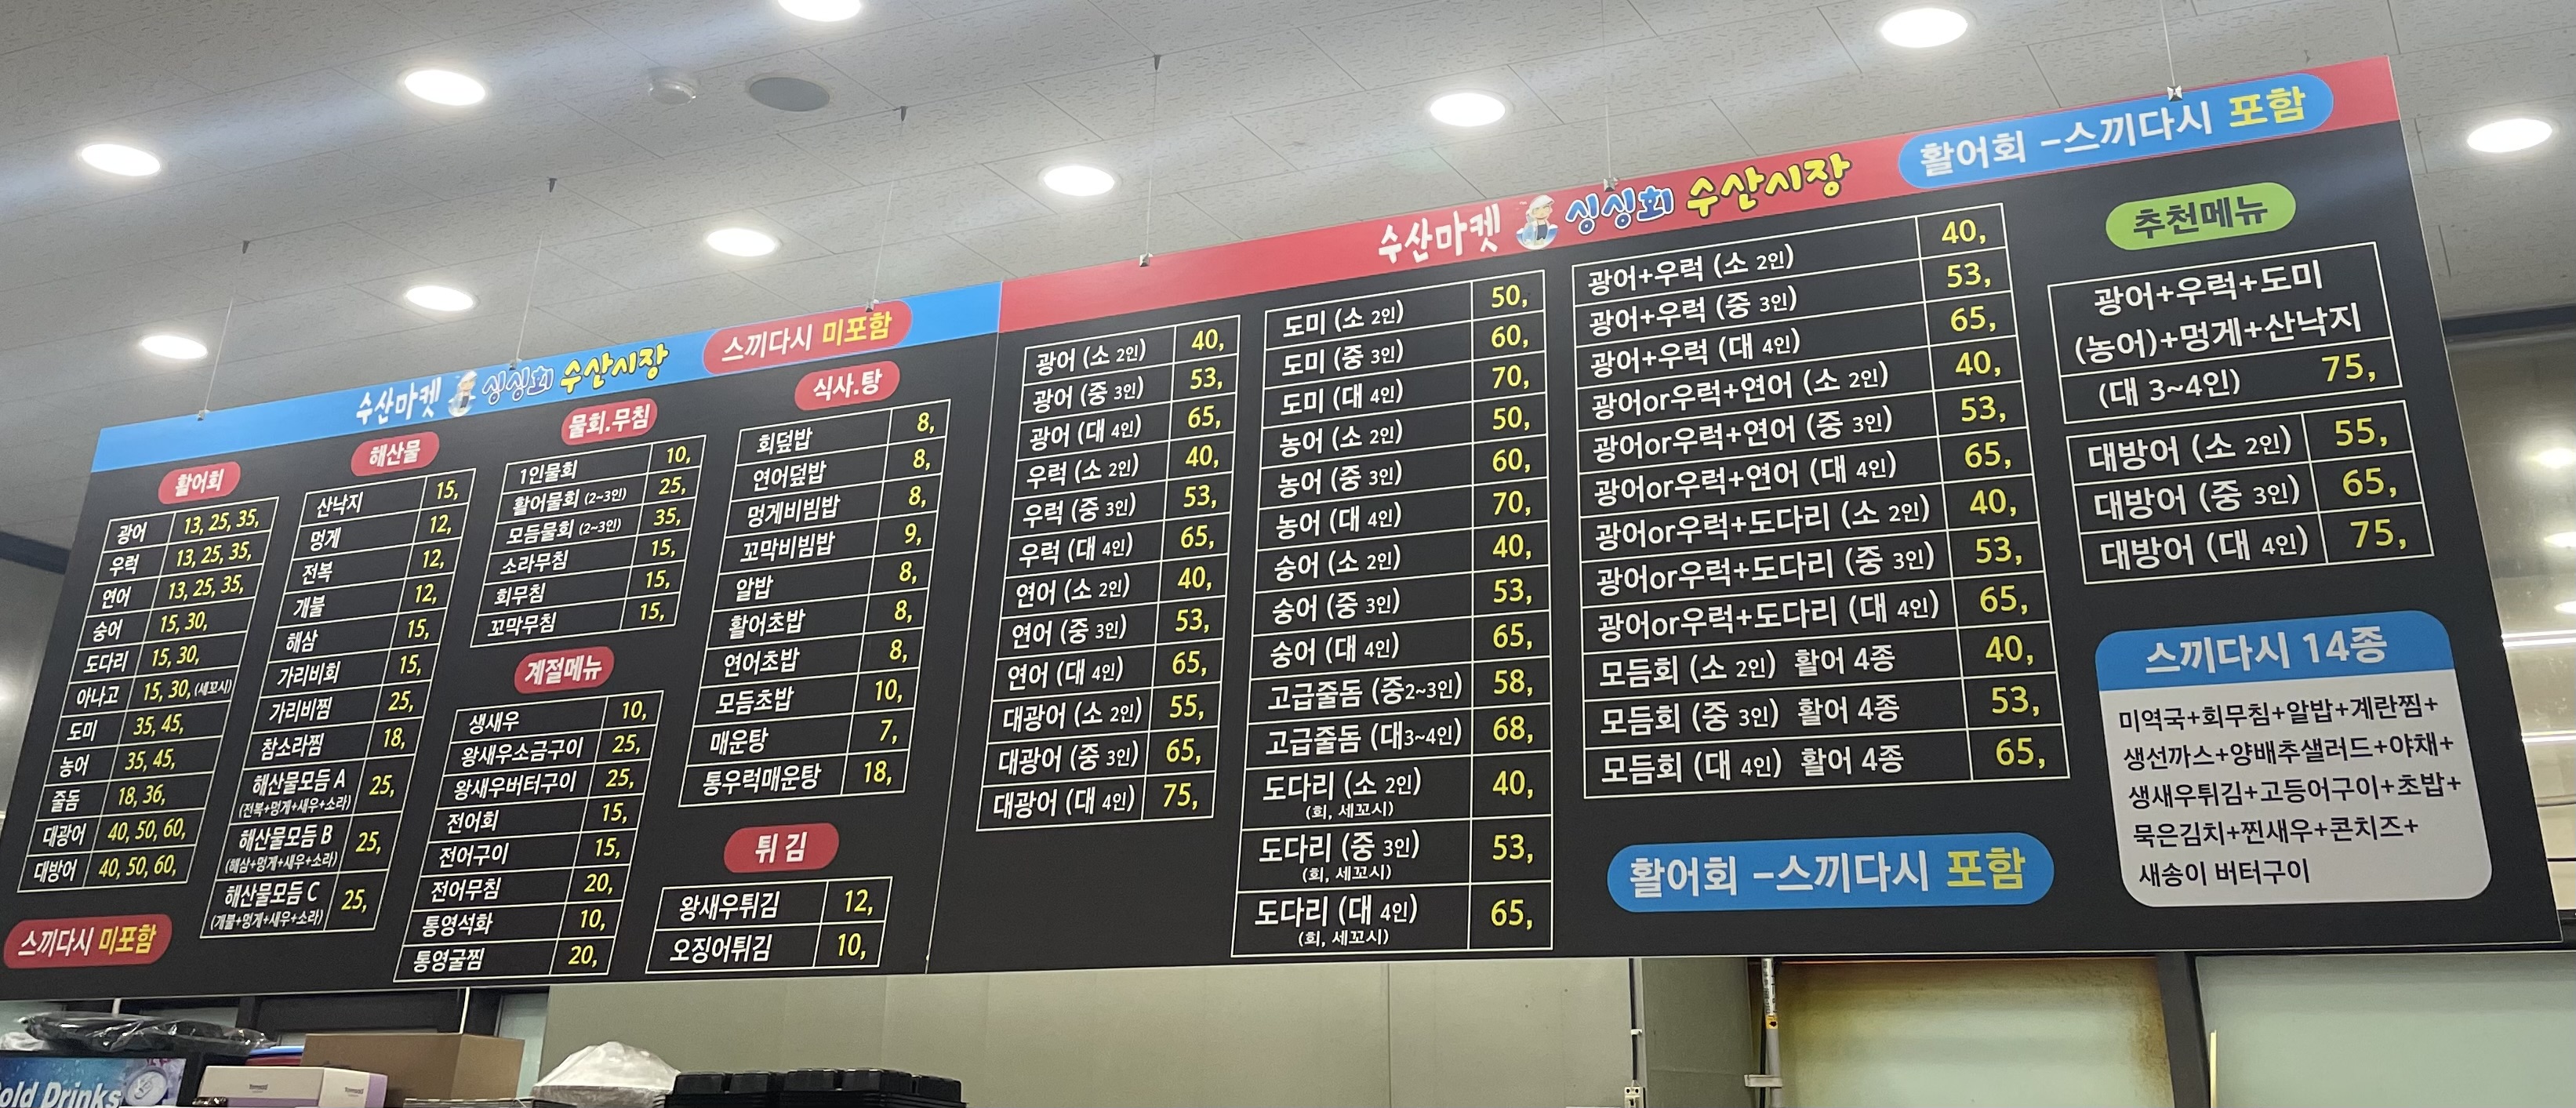 수산마켓 싱싱회 수산시장
스끼다시 미포함
활어회
광어 13, 25, 35,
우럭 13, 25, 35,
연어 13, 25, 35,
숭어 15, 30,
도다리 15, 30,
아나고 15, 30, (세꼬시)
도미 35, 45,
농어 35, 45,
줄돔 18, 36,
대광어 40, 50, 60,
대방어 40, 50, 60,
스끼다시 미포함
해산물
산낙지 15,
멍게 12,
전복 12,
개불 12,
해삼 15,
가리비회 15,
가리비찜 25,
참소라찜 18,
해산물모듬 A 25,
(전복+멍게+새우+소라)
해산물모듬 B 25,
(해삼+멍게+새우+소라)
해산물모듬 C 25,
(개불+멍게+새우+소라)
물회.무침
1인물회 10,
활어물회 (2~3인) 25,
모듬물회 (2~3인) 35,
소라무침 15,
회무침 15,
꼬막무침 15,
계절메뉴
생새우 10,
왕새우소금구이 25,
왕새우버터구이 25,
전어회 15,
전어구이 15,
전어무침 20,
통영석화 10,
통영굴찜 20,
식사.탕
회덮밥 8,
연어덮밥 8,
멍게비빔밥 8,
꼬막비빔밥 9,
알밥 8,
활어초밥 8,
연어초밥 8,
모듬초밥 10,
매운탕 7,
통우럭매운탕 18,
튀 김
왕새우튀김 12,
오징어튀김 10,
수산마켓 싱싱회 수산시장
활어회 -스끼다시 포함
광어 (소 2인) 40,
광어 (중 3인) 53,
광어 (대 4인) 65,
우럭 (소 2인) 40,
우럭 (중 3인) 53,
우럭 (대 4인) 65,
연어 (소 2인) 40,
연어 (중 3인) 53,
연어 (대 4인) 65,
대광어 (소 2인) 55,
대광어 (중 3인) 65,
대광어 (대 4인) 75,
도미 (소 2인) 50,
도미 (중 3인) 60,
도미 (대 4인) 70,
농어 (소 2인) 50,
농어 (중 3인) 60,
농어 (대 4인) 70,
숭어 (소 2인) 40,
숭어 (중 3인) 53,
숭어 (대 4인) 65,
고급줄돔 (중2~3인) 58,
고급줄돔 (대3~4인) 68,
도다리 (소 2인) 40,
(회, 세꼬시)
도다리 (중 3인) 53,
(회, 세꼬시)
도다리 (대 4인) 65,
(회, 세꼬시)
광어+우럭 (소 2인) 40,
광어+우럭 (중 3인) 53,
광어+우럭 (대 4인) 65,
광어or우럭+연어 (소 2인) 40,
광어or우럭+연어 (중 3인) 53,
광어or우럭+연어 (대 4인) 65,
광어or우럭+도다리 (소 2인) 40,
광어or우럭+도다리 (중 3인) 53,
광어or우럭+도다리 (대 4인) 65,
모듬회 (소 2인) 활어 4종 40,
모듬회 (중 3인) 활어 4종 53,
모듬회 (대 4인) 활어 4종 65,
활어회 -스끼다시 포함
추천메뉴
광어+우럭+도미
(농어)+멍게+산낙지
(대 3~4인) 75,
대방어 (소 2인) 55,
대방어 (중 3인) 65,
대방어 (대 4인) 75,
스끼다시 14종
미역국+회무침+알밥+계란찜+
생선까스+양배추샐러드+야채+
생새우튀김+고등어구이+초밥+
묵은김치+찐새우+콘치즈+
새송이 버터구이
old Drinks